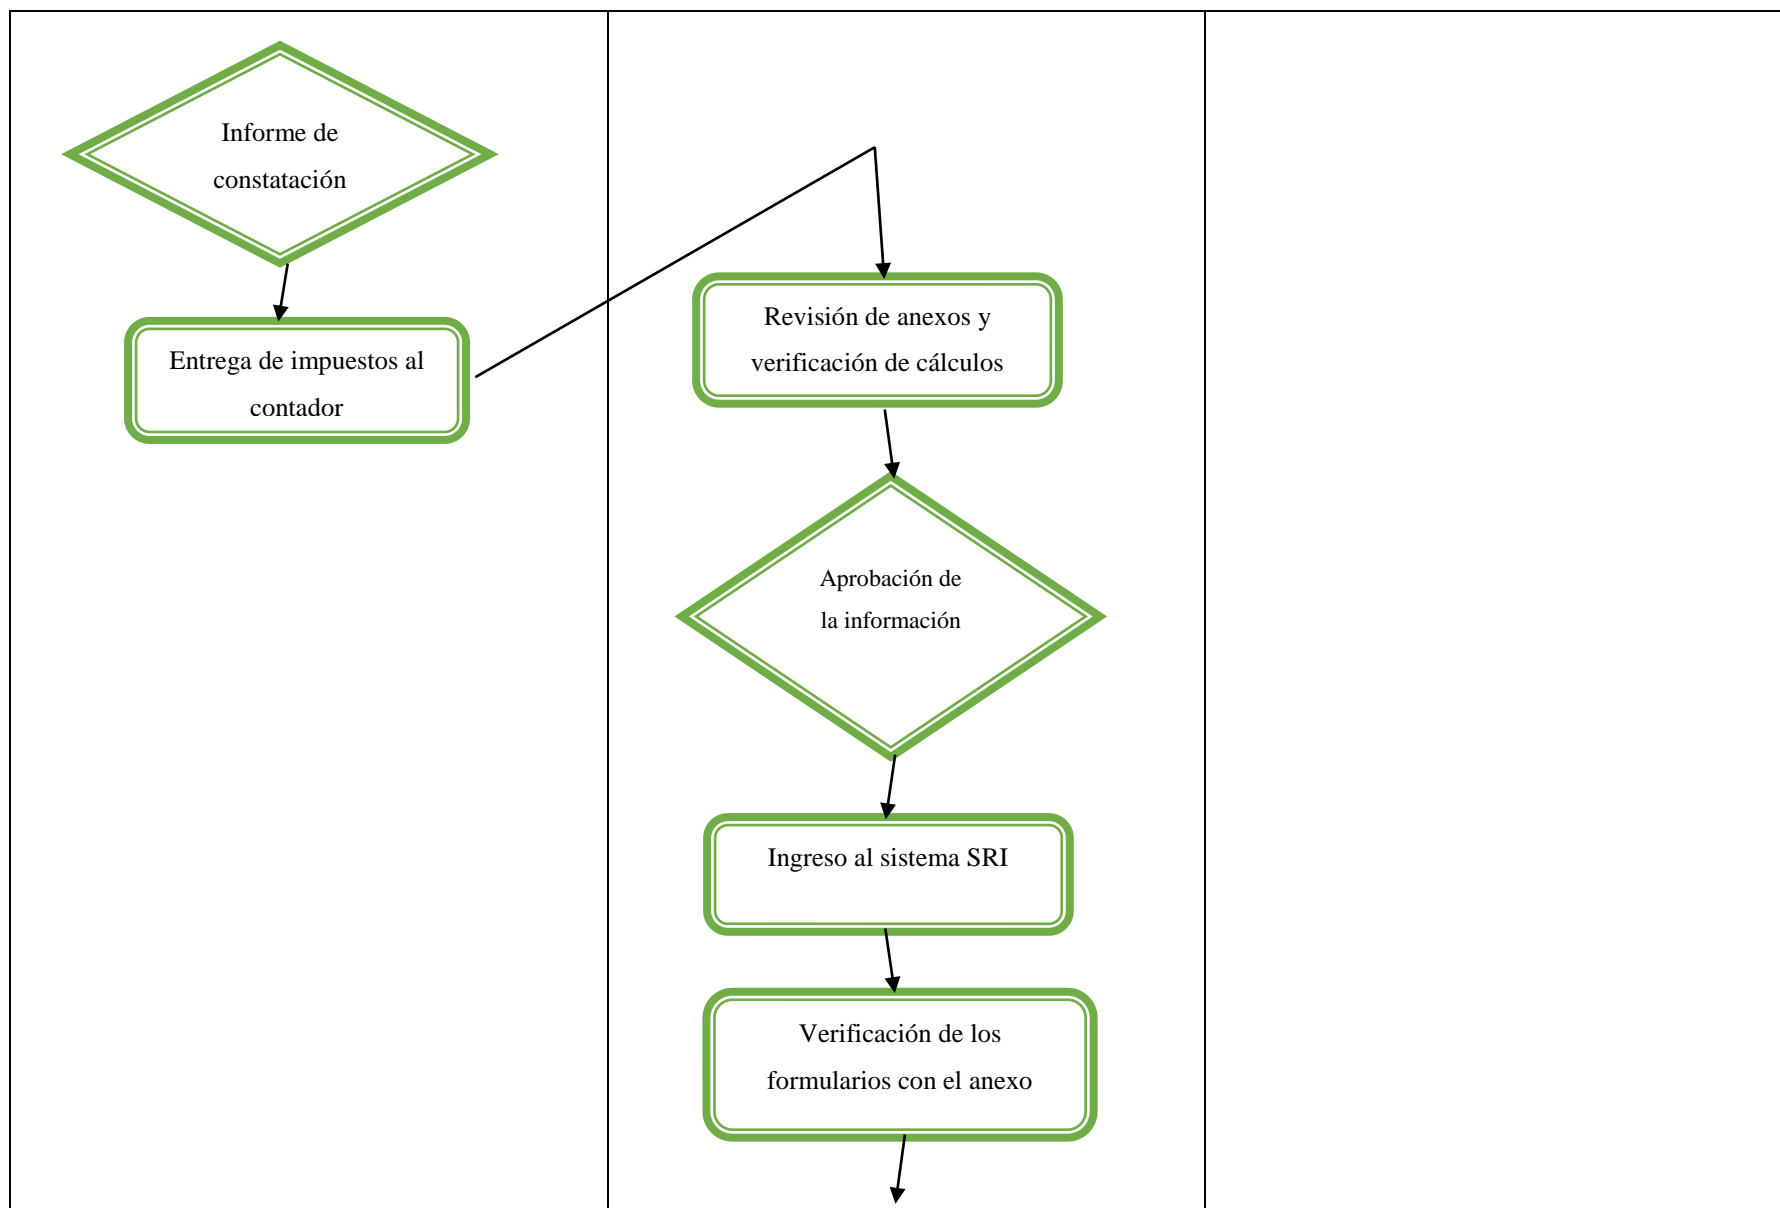 Informe de
constatación
Entrega de impuestos al
contador
Revisión de anexos y
verificación de cálculos
Aprobación de
la información
Ingreso al sistema SRI
Verificación de los
formularios con el anexo